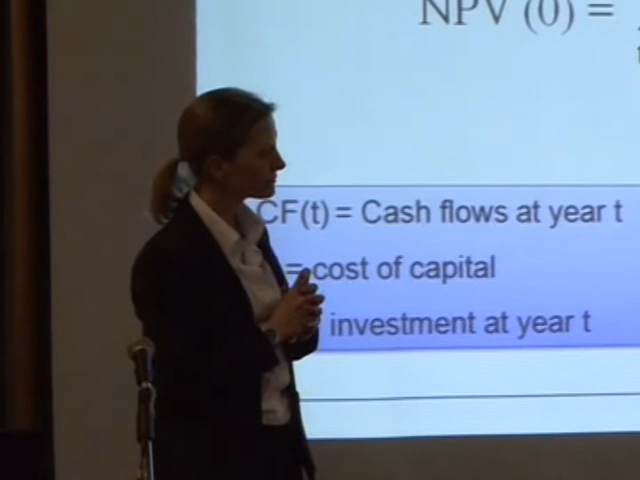 NPV (0) =
CF(t) = Cash flows at year t
= cost of capital
investment at year t